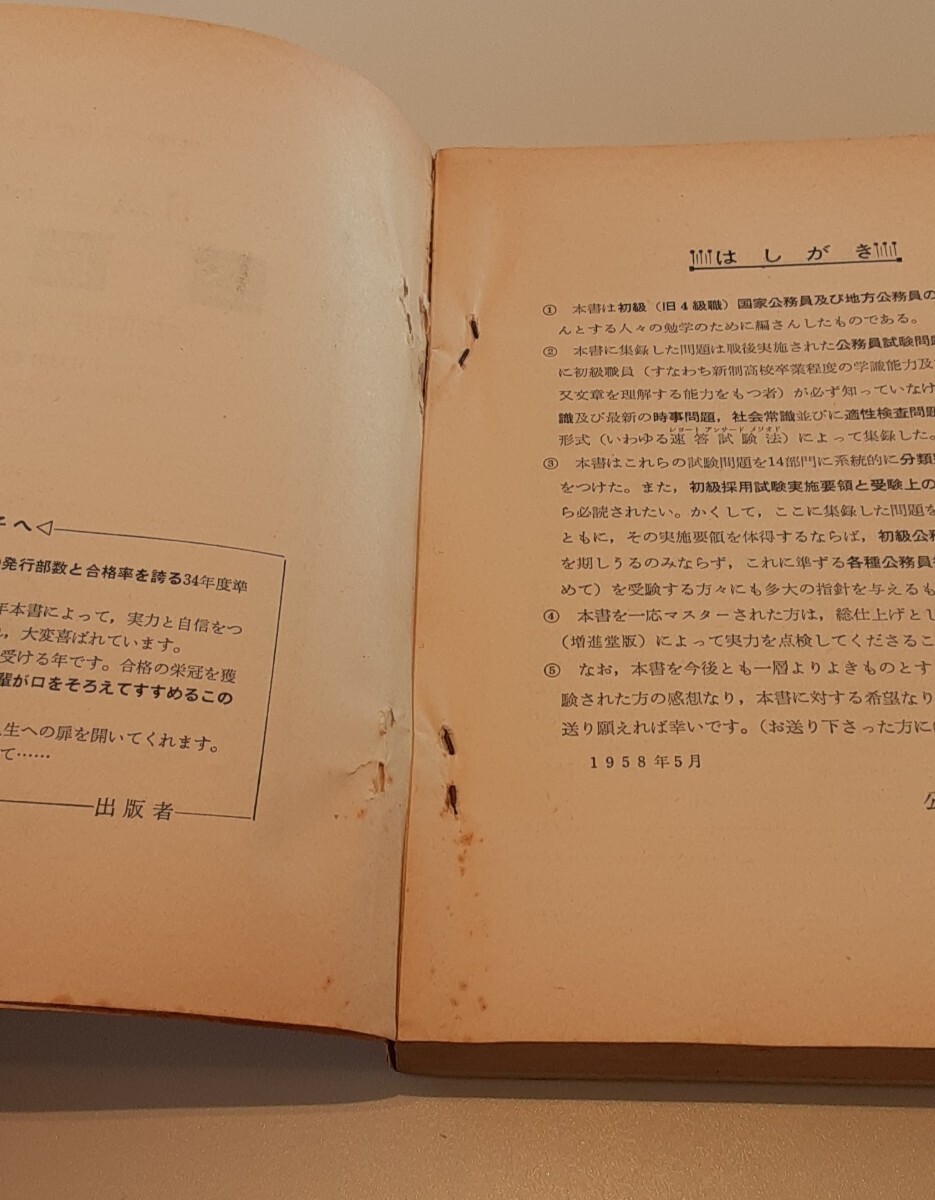 へ◁
発行部数と合格率を誇る34年度準
年本書によって，実力と自信をつ
，大変喜ばれています。
受ける年です。合格の栄冠を獲
輩が口をそろえてすすめるこの
生への扉を開いてくれます。
て……
出版者
はしがき
① 本書は初級（旧４級職）国家公務員及び地方公務員の
んとする人々の勉学のために編さんしたものである。
② 本書に集録した問題は戦後実施された公務員試験問題
に初級職員（すなわち新制高校卒業程度の学識能力及
又文章を理解する能力をもつ者）が必ず知っていなけ
識及び最新の時事問題，社会常識並びに適性検査問題
レコート アンサード メソオド
形式（いわゆる速答試験法）によって集録した。
③ 本書はこれらの試験問題を14部門に系統的に分類
をつけた。また，初級採用試験実施要領と受験上の
ら必読されたい。かくして，ここに集録した問題を
ともに，その実施要領を体得するならば，初級公務
を期しうるのみならず，これに準ずる各種公務員
めて）を受験する方々にも多大の指針を与えるも
④ 本書を一応マスターされた方は，総仕上げとし
（増進堂版）によって実力を点検してくださるこ
⑤ なお，本書を今後とも一層よりよきものとす
験された方の感想なり，本書に対する希望なり
送り願えれば幸いです。（お送り下さった方に
1958年5月